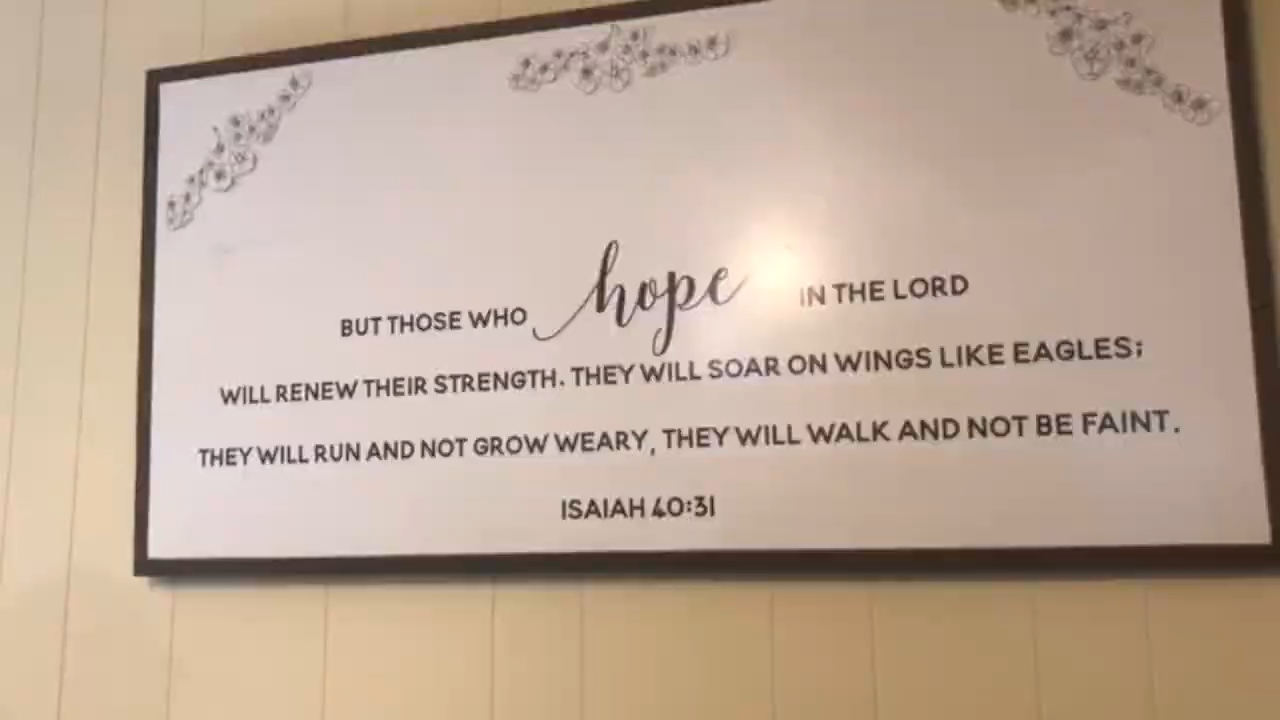 BUT THOSE WHO hope IN THE LORD
WILL RENEW THEIR STRENGTH. THEY WILL SOAR ON WINGS LIKE EAGLES;
THEY WILL RUN AND NOT GROW WEARY, THEY WILL WALK AND NOT BE FAINT.
ISAIAH 40:31